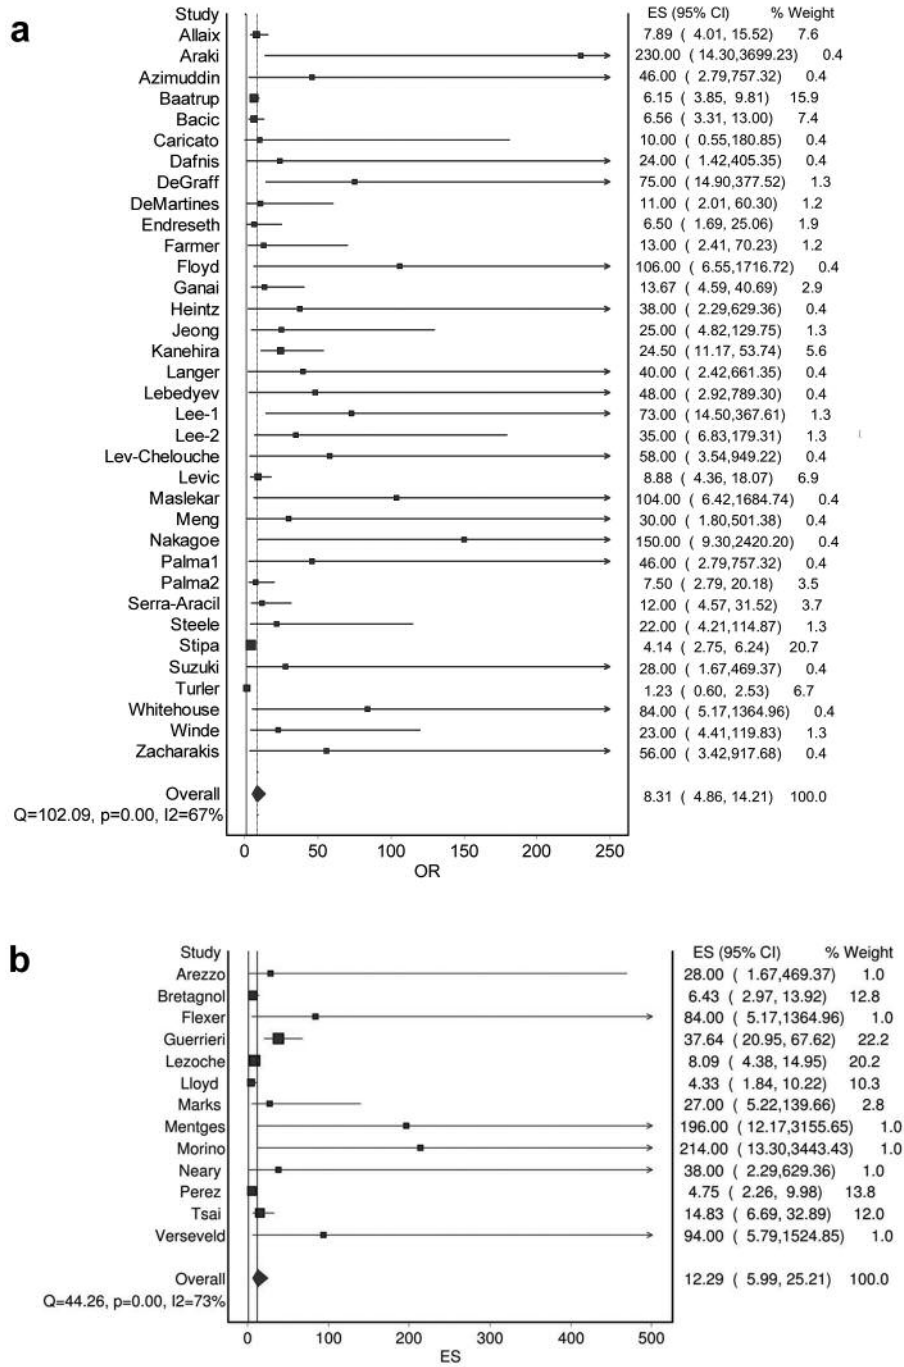 a
Study ES (95% CI) % Weight
Allaix 7.89 ( 4.01, 15.52) 7.6
Araki 230.00 ( 14.30,3699.23) 0.4
Azimuddin 46.00 ( 2.79,757.32) 0.4
Baatrup 6.15 ( 3.85, 9.81) 15.9
Bacic 6.56 ( 3.31, 13.00) 7.4
Caricato 10.00 ( 0.55,180.85) 0.4
Dafnis 24.00 ( 1.42,405.35) 0.4
DeGraff 75.00 ( 14.90,377.52) 1.3
DeMartines 11.00 ( 2.01, 60.30) 1.2
Endreseth 6.50 ( 1.69, 25.06) 1.9
Farmer 13.00 ( 2.41, 70.23) 1.2
Floyd 106.00 ( 6.55,1716.72) 0.4
Ganai 13.67 ( 4.59, 40.69) 2.9
Heintz 38.00 ( 2.29,629.36) 0.4
Jeong 25.00 ( 4.82,129.75) 1.3
Kanehira 24.50 ( 11.17, 53.74) 5.6
Langer 40.00 ( 2.42,661.35) 0.4
Lebedyev 48.00 ( 2.92,789.30) 0.4
Lee-1 73.00 ( 14.50,367.61) 1.3
Lee-2 35.00 ( 6.83,179.31) 1.3
Lev-Chelouche 58.00 ( 3.54,949.22) 0.4
Levic 8.88 ( 4.36, 18.07) 6.9
Maslekar 104.00 ( 6.42,1684.74) 0.4
Meng 30.00 ( 1.80,501.38) 0.4
Nakagoe 150.00 ( 9.30,2420.20) 0.4
Palma1 46.00 ( 2.79,757.32) 0.4
Palma2 7.50 ( 2.79, 20.18) 3.5
Serra-Aracil 12.00 ( 4.57, 31.52) 3.7
Steele 22.00 ( 4.21,114.87) 1.3
Stipa 4.14 ( 2.75, 6.24) 20.7
Suzuki 28.00 ( 1.67,469.37) 0.4
Turler 1.23 ( 0.60, 2.53) 6.7
Whitehouse 84.00 ( 5.17,1364.96) 0.4
Winde 23.00 ( 4.41,119.83) 1.3
Zacharakis 56.00 ( 3.42,917.68) 0.4
Overall 8.31 ( 4.86, 14.21) 100.0
Q=102.09, p=0.00, I2=67%
0 50 100 150 200 250
OR
b
Study ES (95% CI) % Weight
Arezzo 28.00 ( 1.67,469.37) 1.0
Bretagnol 6.43 ( 2.97, 13.92) 12.8
Flexer 84.00 ( 5.17,1364.96) 1.0
Guerrieri 37.64 ( 20.95, 67.62) 22.2
Lezoche 8.09 ( 4.38, 14.95) 20.2
Lloyd 4.33 ( 1.84, 10.22) 10.3
Marks 27.00 ( 5.22,139.66) 2.8
Mentges 196.00 ( 12.17,3155.65) 1.0
Morino 214.00 ( 13.30,3443.43) 1.0
Neary 38.00 ( 2.29,629.36) 1.0
Perez 4.75 ( 2.26, 9.98) 13.8
Tsai 14.83 ( 6.69, 32.89) 12.0
Verseveld 94.00 ( 5.79,1524.85) 1.0
Overall 12.29 ( 5.99, 25.21) 100.0
Q=44.26, p=0.00, I2=73%
0 100 200 300 400 500
ES